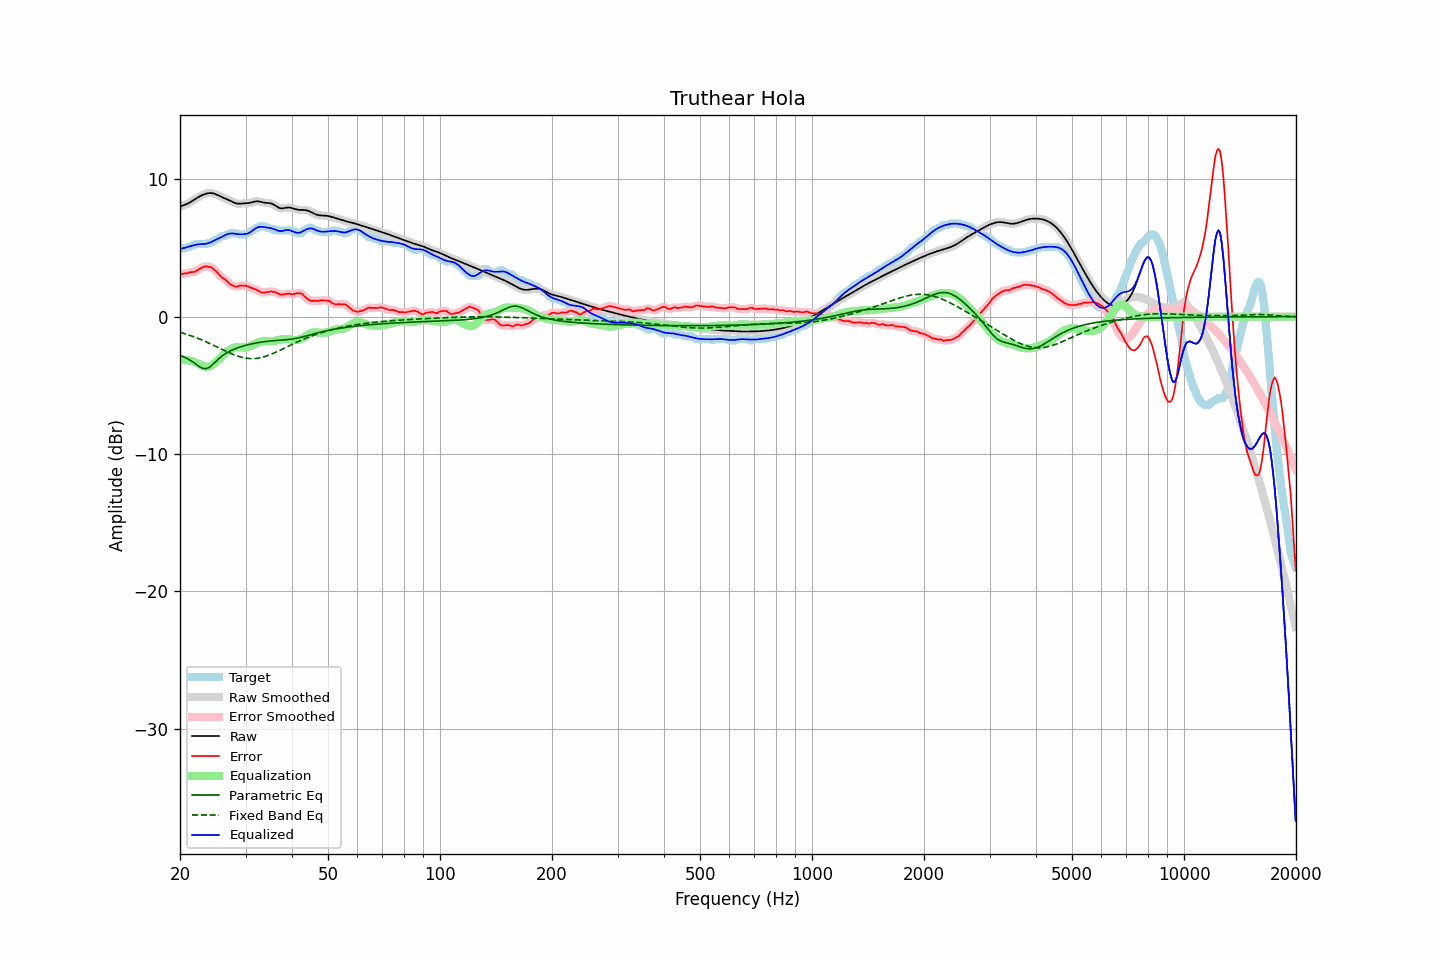 Truthear Hola
Amplitude (dBr)
10
0
−10
−20
−30
Target
Raw Smoothed
Error Smoothed
Raw
Error
Equalization
Parametric Eq
Fixed Band Eq
Equalized
20 50 100 200 500 1000 2000 5000 10000 20000
Frequency (Hz)